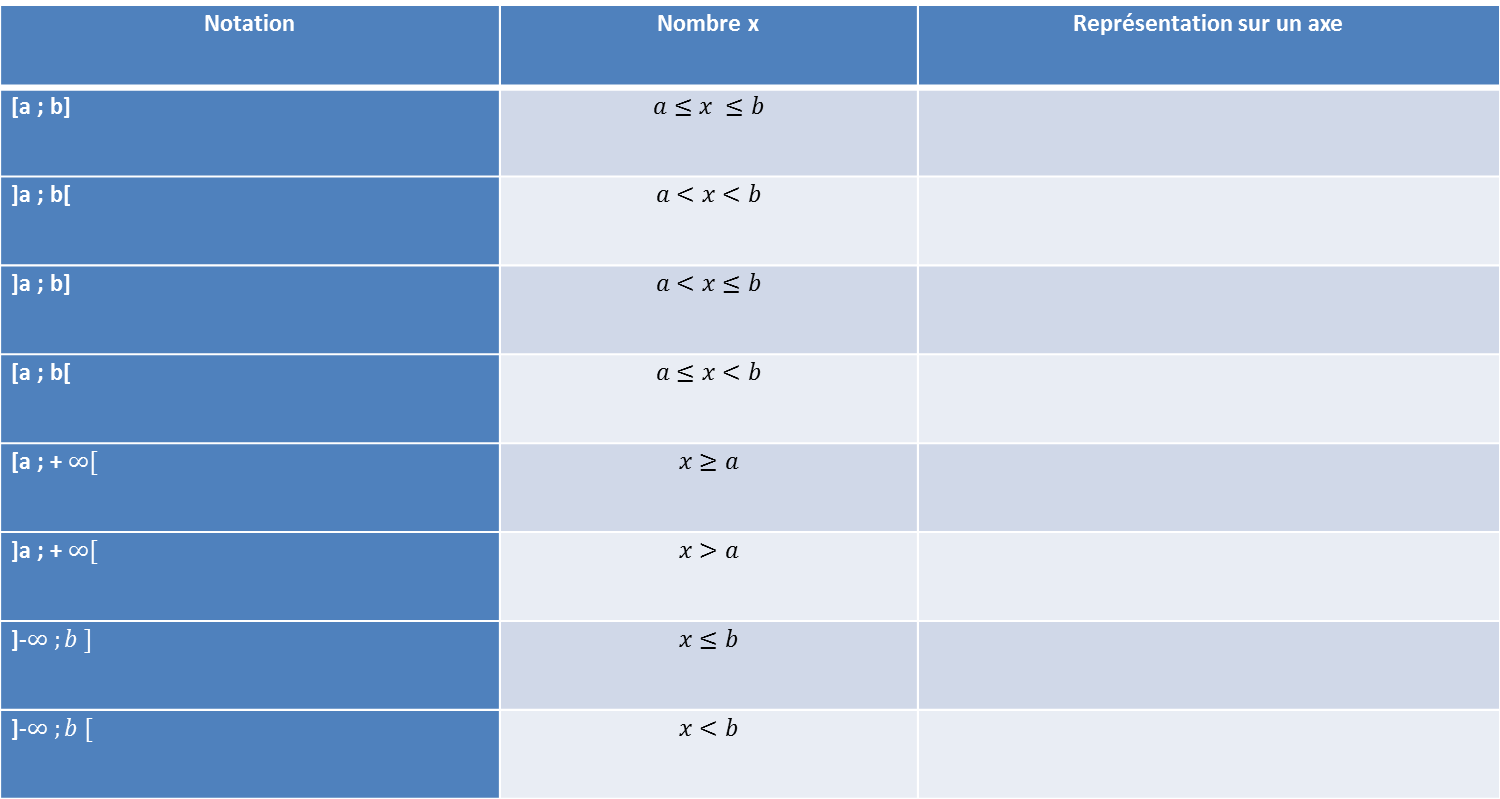 Notation Nombre x Représentation sur un axe
[a ; b] a ≤ x ≤ b
]a ; b[ a < x < b
]a ; b] a < x ≤ b
[a ; b[ a ≤ x < b
[a ; + ∞[ x ≥ a
]a ; + ∞[ x > a
]-∞ ; b ] x ≤ b
]-∞ ; b [ x < b